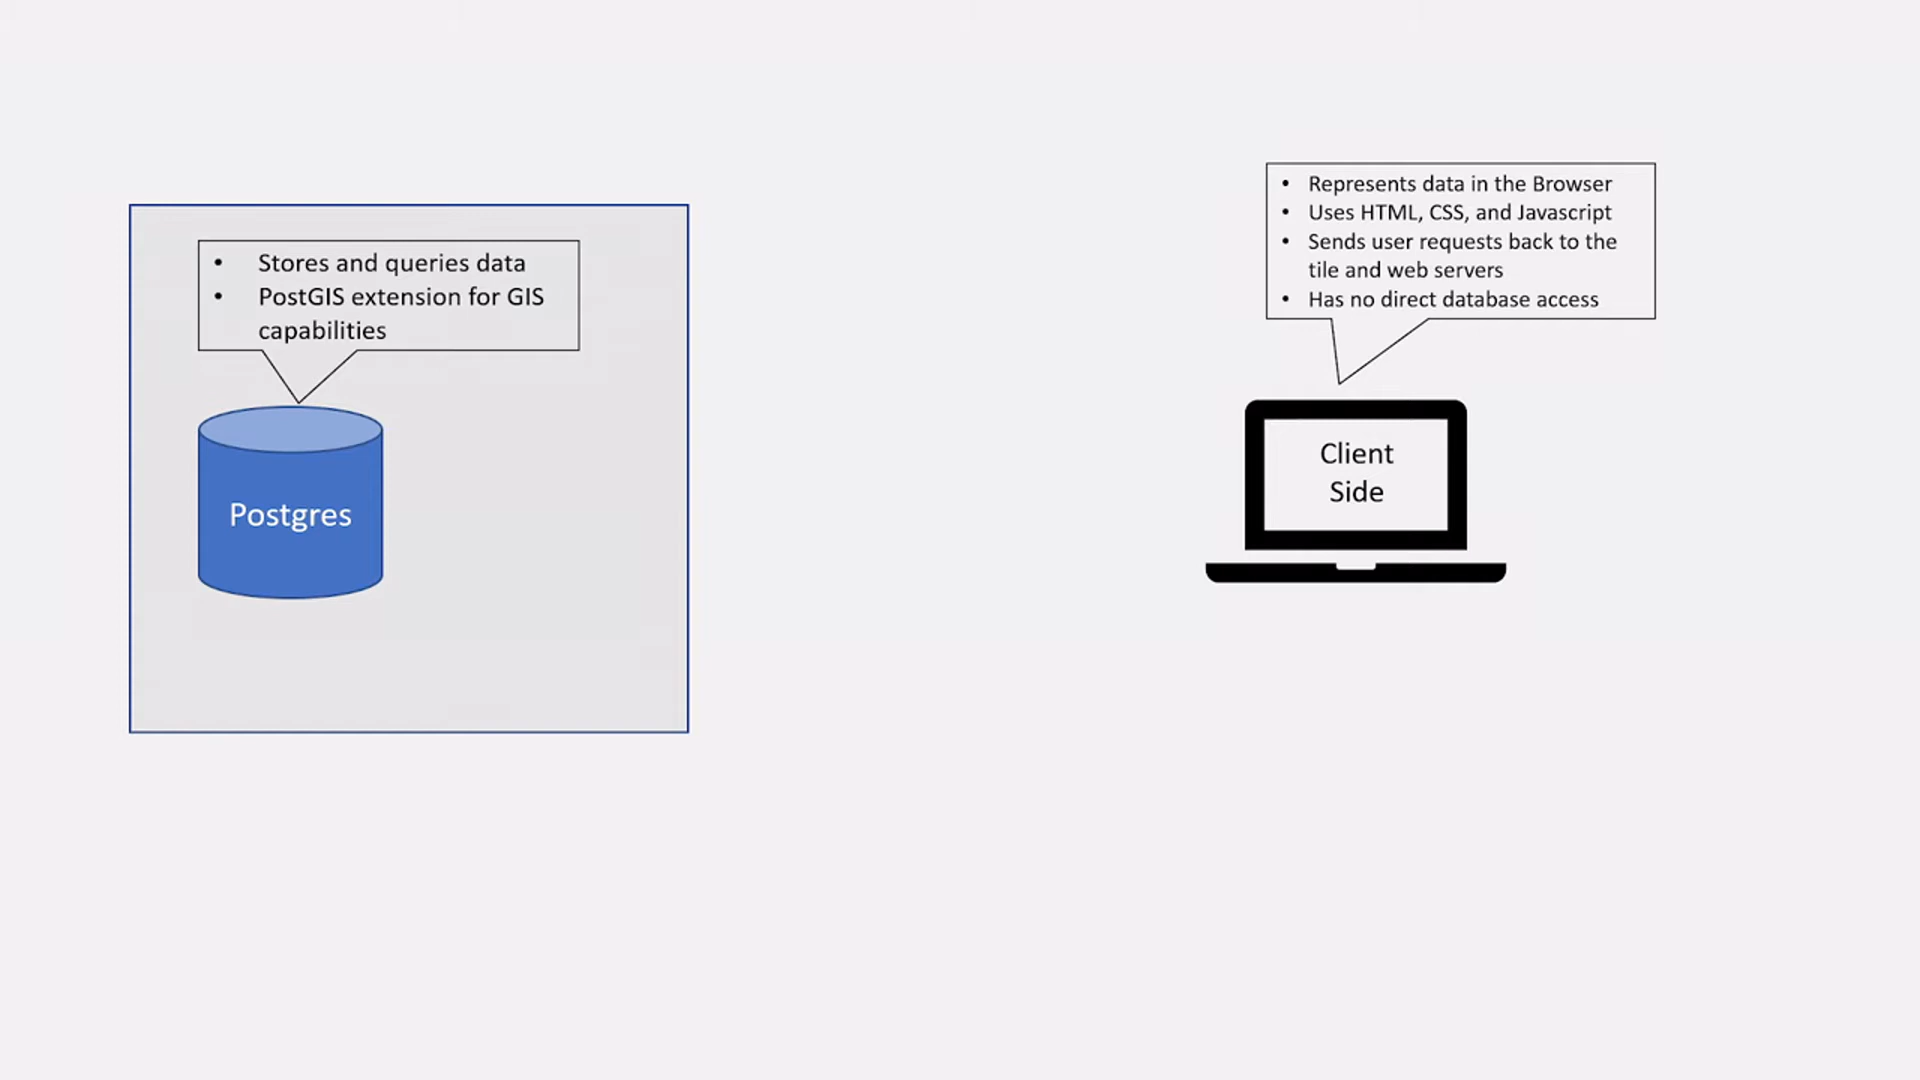 • Stores and queries data
• PostGIS extension for GIS
capabilities
Postgres
• Represents data in the Browser
• Uses HTML, CSS, and Javascript
• Sends user requests back to the
tile and web servers
• Has no direct database access
Client
Side